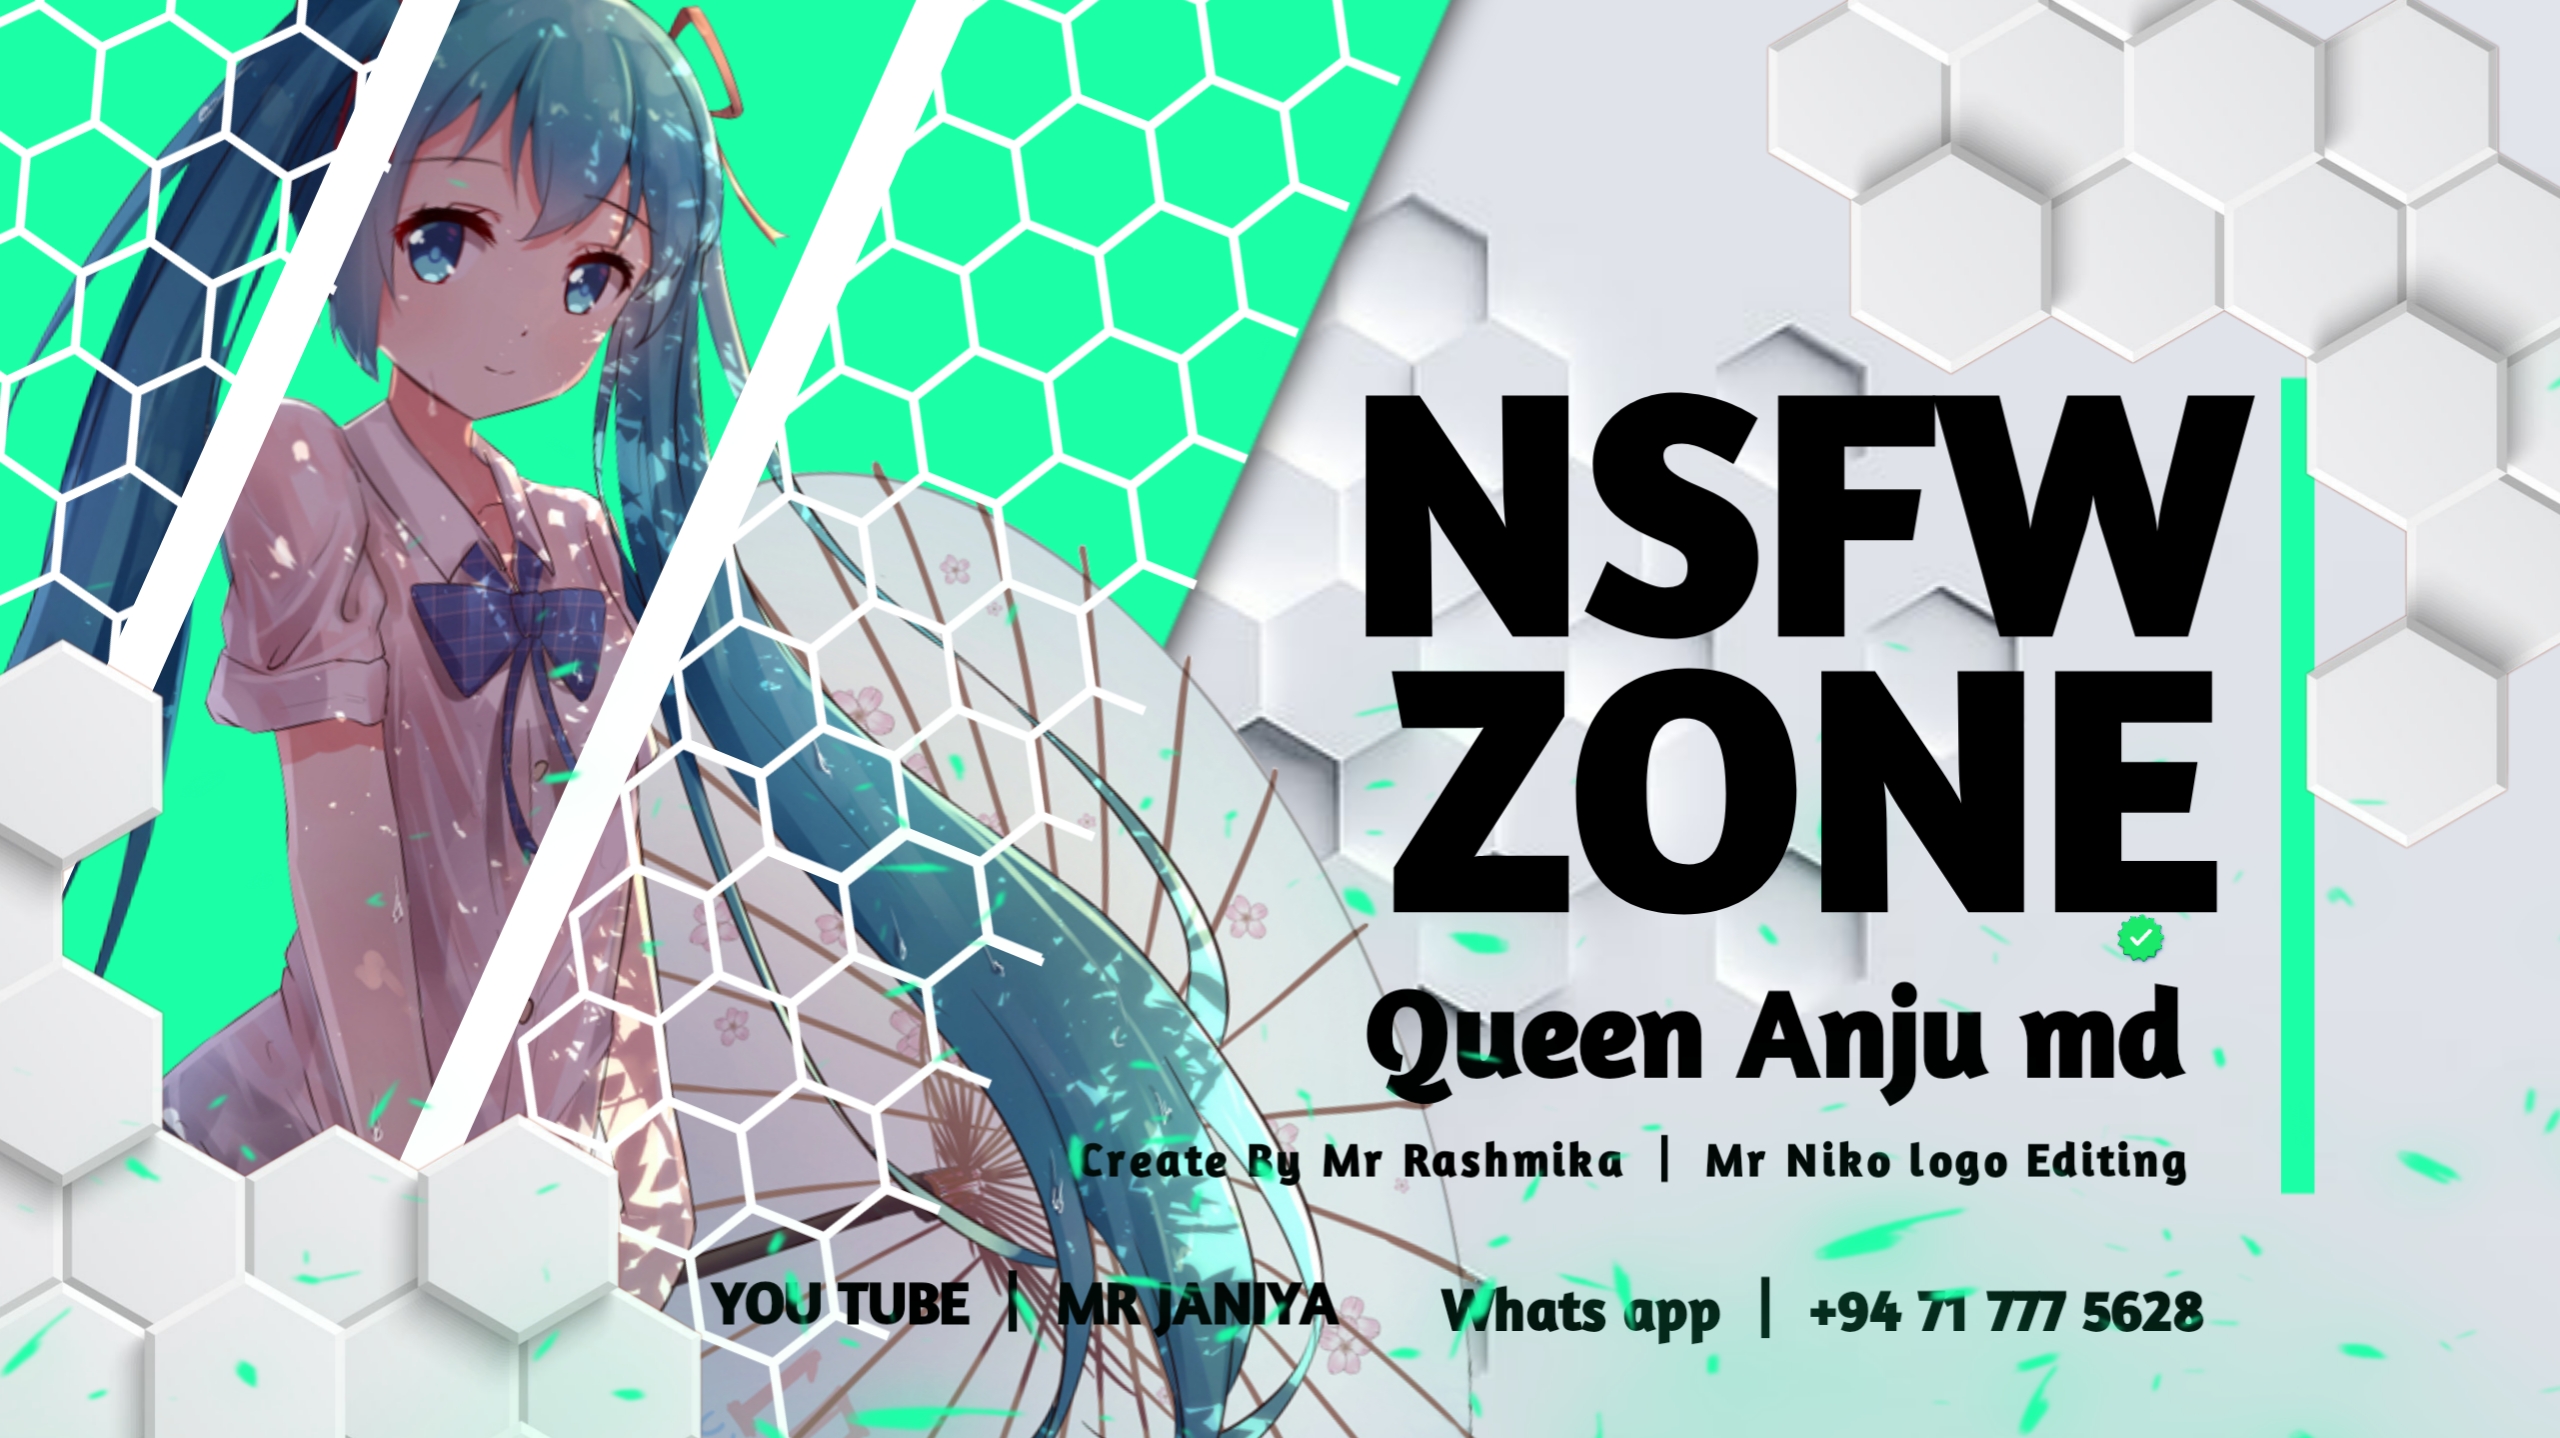 NSFW
ZONE
Queen Anju md
Create By Mr Rashmika | Mr Niko logo Editing
YOU TUBE | MR JANIYA Whats app | +94 71 777 5628